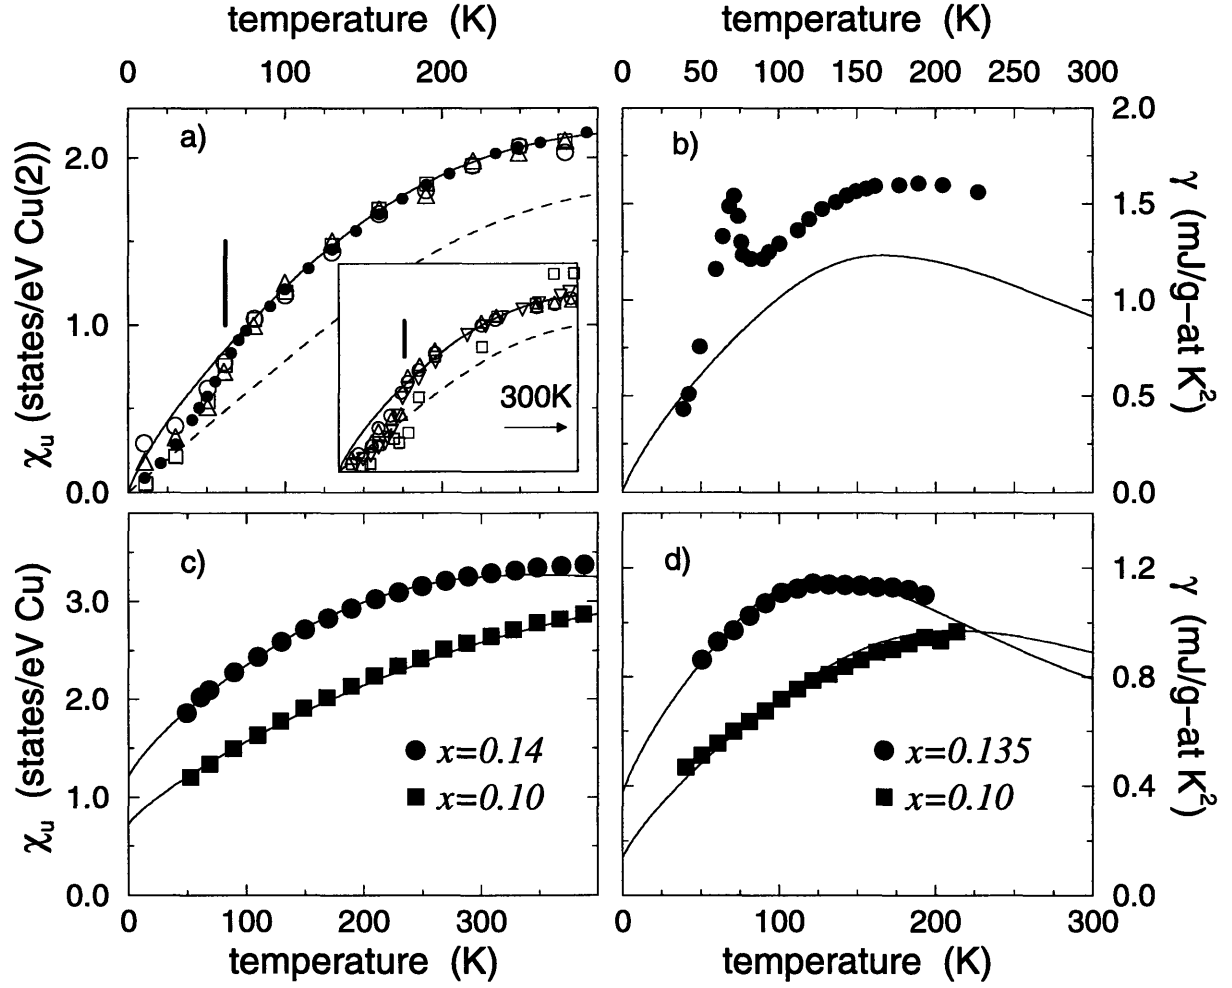 temperature (K) temperature (K)
0 100 200 0 50 100 150 200 250 300
a) b)
χu (states/eV Cu(2))
2.0
1.0
0.0
300K
2.0
1.5
1.0
0.5
0.0
γ (mJ/g-at K²)
c) d)
χu (states/eV Cu)
3.0
2.0
1.0
0.0
x=0.14
x=0.10
x=0.135
x=0.10
1.2
0.8
0.4
0.0
γ (mJ/g-at K²)
0 100 200 300 0 100 200 300
temperature (K) temperature (K)